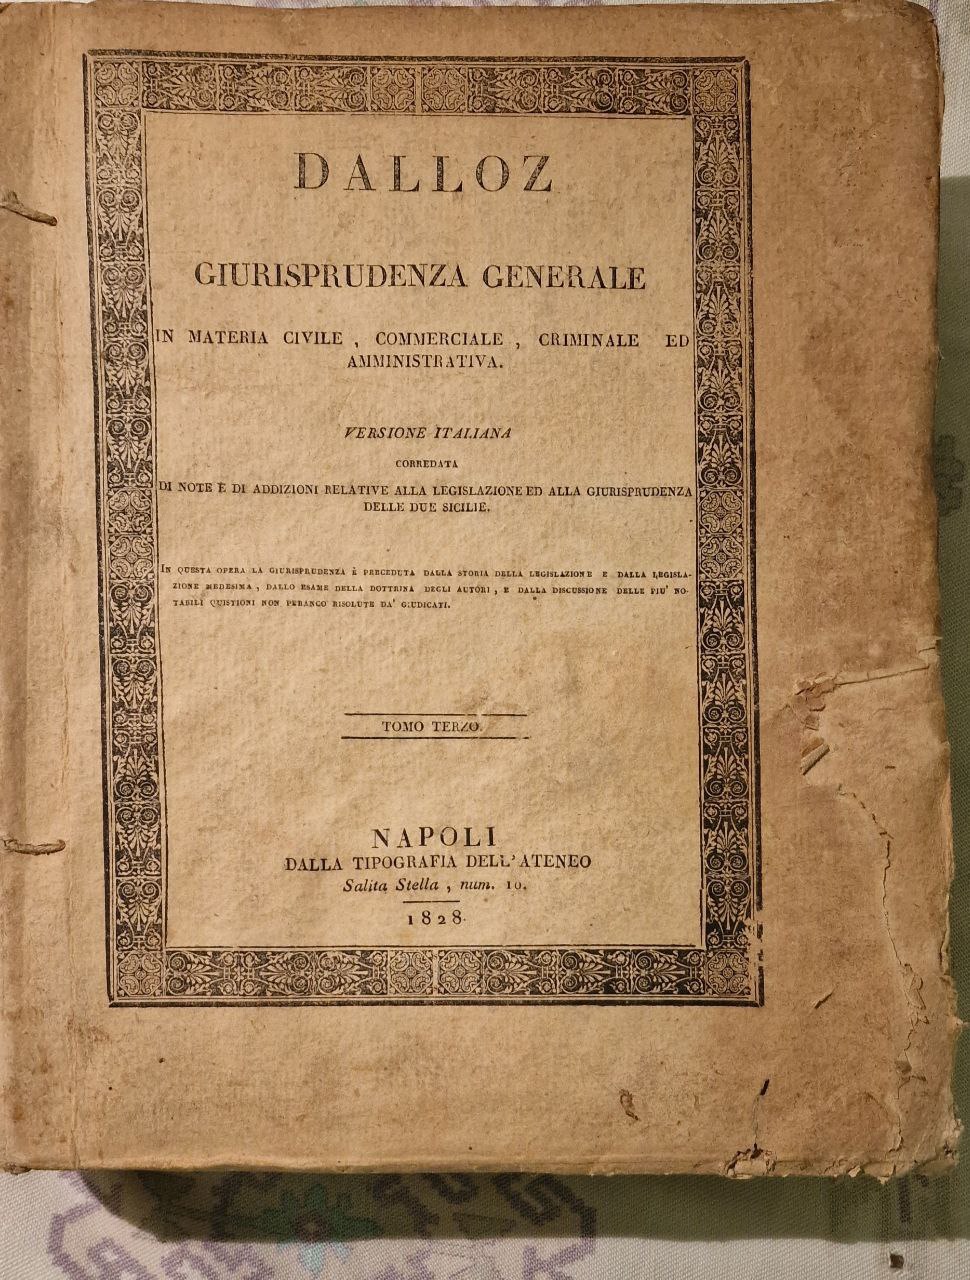 DALLOZ
GIURISPRUDENZA GENERALE
IN MATERIA CIVILE , COMMERCIALE , CRIMINALE ED
AMMINISTRATIVA.
VERSIONE ITALIANA
CORREDATA
DI NOTE E DI ADDIZIONI RELATIVE ALLA LEGISLAZIONE ED ALLA GIURISPRUDENZA
DELLE DUE SICILIE.
IN QUESTA OPERA LA GIURISPRUDENZA È PRECEDUTA DALLA STORIA DELLA LEGISLAZIONE E DALLA LEGISLA-
ZIONE MEDESIMA , DALLO ESAME DELLA DOTTRINA DEGLI AUTORI , E DALLA DISCUSSIONE DELLE PIU' NO-
TABILI QUISTIONI NON PERANCO RISOLUTE DA' GIUDICATI.
TOMO TERZO.
NAPOLI
DALLA TIPOGRAFIA DELL' ATENEO
Salita Stella , num. 10.
1828.